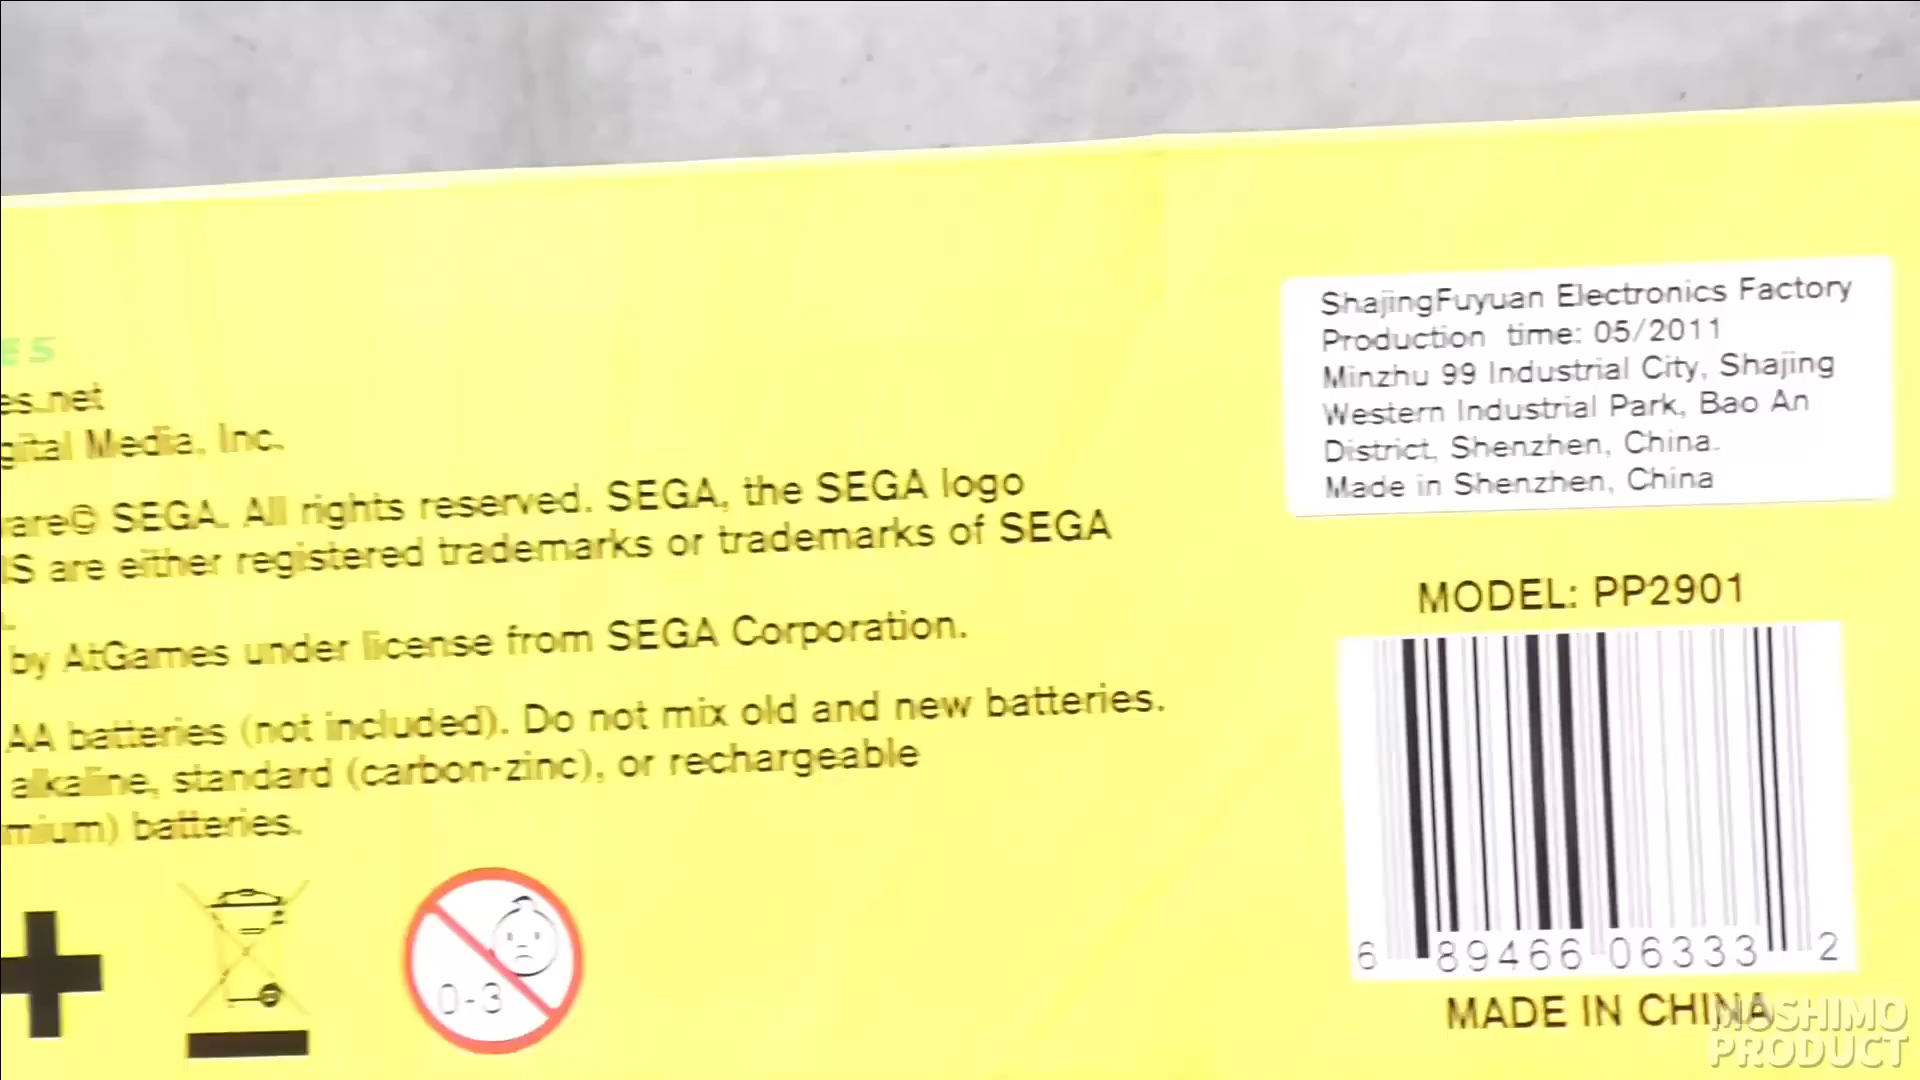 ES
es.net
gital Media, Inc.
ware© SEGA. All rights reserved. SEGA, the SEGA logo
IS are either registered trademarks or trademarks of SEGA
by AtGames under license from SEGA Corporation.
AA batteries (not included). Do not mix old and new batteries.
alkaline, standard (carbon-zinc), or rechargeable
mium) batteries.
0-3
ShajingFuyuan Electronics Factory
Production time: 05/2011
Minzhu 99 Industrial City, Shajing
Western Industrial Park, Bao An
District, Shenzhen, China.
Made in Shenzhen, China
MODEL: PP2901
6 89466 06333 2
MADE IN CHINA
MOSHIMO
PRODUCT